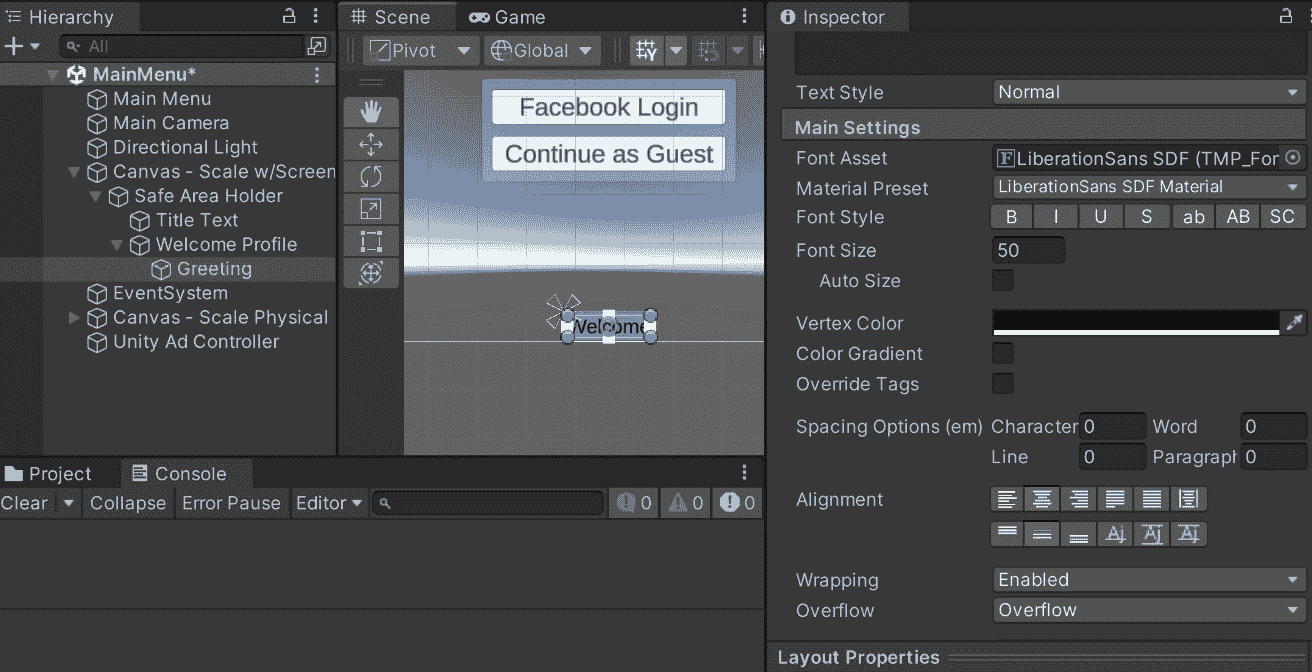 Hierarchy
All
MainMenu*
Main Menu
Main Camera
Directional Light
Canvas - Scale w/Screen
Safe Area Holder
Title Text
Welcome Profile
Greeting
EventSystem
Canvas - Scale Physical
Unity Ad Controller
Scene Game
Pivot Global
Facebook Login
Continue as Guest
Welcome
Project Console
Clear Collapse Error Pause Editor 0 0 0
Inspector
Text Style Normal
Main Settings
Font Asset F LiberationSans SDF (TMP_For
Material Preset LiberationSans SDF Material
Font Style B I U S ab AB SC
Font Size 50
Auto Size
Vertex Color
Color Gradient
Override Tags
Spacing Options (em) Character 0 Word 0
Line 0 Paragraph 0
Alignment
Wrapping Enabled
Overflow Overflow
Layout Properties